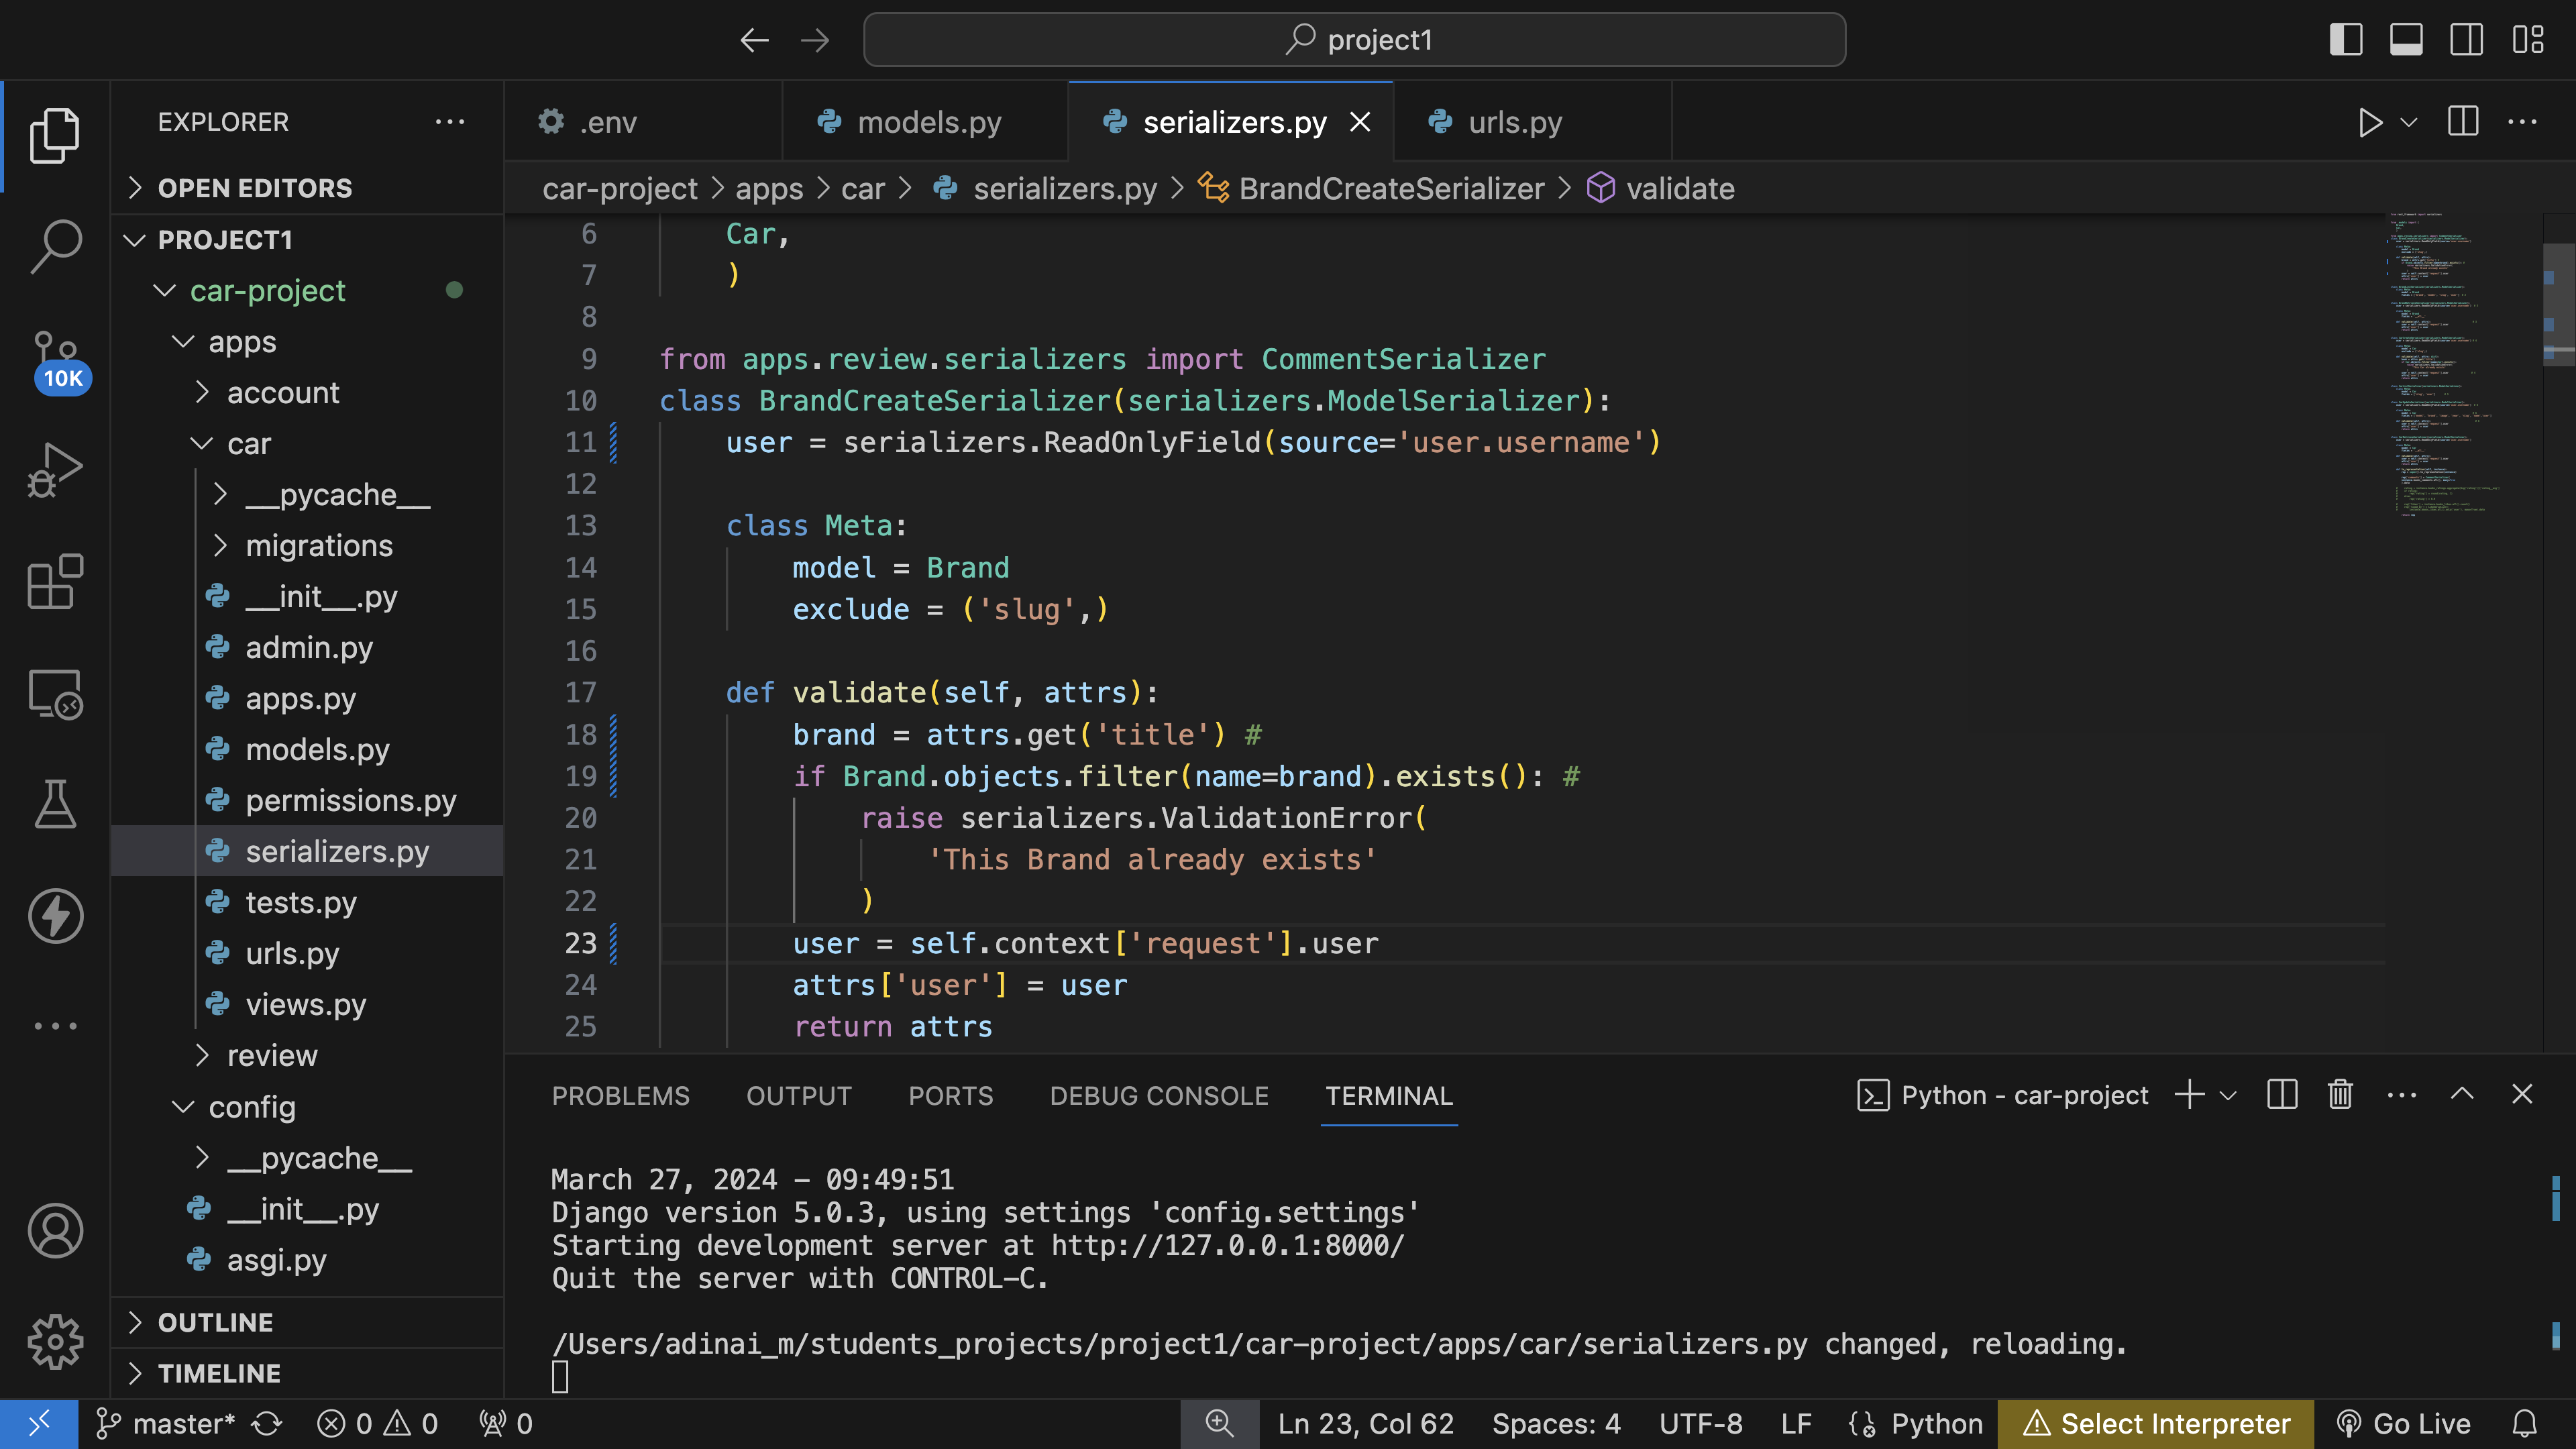 project1
EXPLORER
.env
models.py
serializers.py
urls.py
OPEN EDITORS
car-project > apps > car > serializers.py > BrandCreateSerializer > validate
PROJECT1
car-project
apps
account
car
__pycache__
migrations
__init__.py
admin.py
apps.py
models.py
permissions.py
serializers.py
tests.py
urls.py
views.py
review
config
__pycache__
__init__.py
asgi.py
OUTLINE
TIMELINE
10K
6 Car,
7 )
8
9 from apps.review.serializers import CommentSerializer
10 class BrandCreateSerializer(serializers.ModelSerializer):
11 user = serializers.ReadOnlyField(source='user.username')
12
13 class Meta:
14 model = Brand
15 exclude = ('slug',)
16
17 def validate(self, attrs):
18 brand = attrs.get('title') #
19 if Brand.objects.filter(name=brand).exists(): #
20 raise serializers.ValidationError(
21 'This Brand already exists'
22 )
23 user = self.context['request'].user
24 attrs['user'] = user
25 return attrs
PROBLEMS OUTPUT PORTS DEBUG CONSOLE TERMINAL
Python - car-project
March 27, 2024 - 09:49:51
Django version 5.0.3, using settings 'config.settings'
Starting development server at http://127.0.0.1:8000/
Quit the server with CONTROL-C.
/Users/adinai_m/students_projects/project1/car-project/apps/car/serializers.py changed, reloading.
master* 0 0 0 Ln 23, Col 62 Spaces: 4 UTF-8 LF Python Select Interpreter Go Live